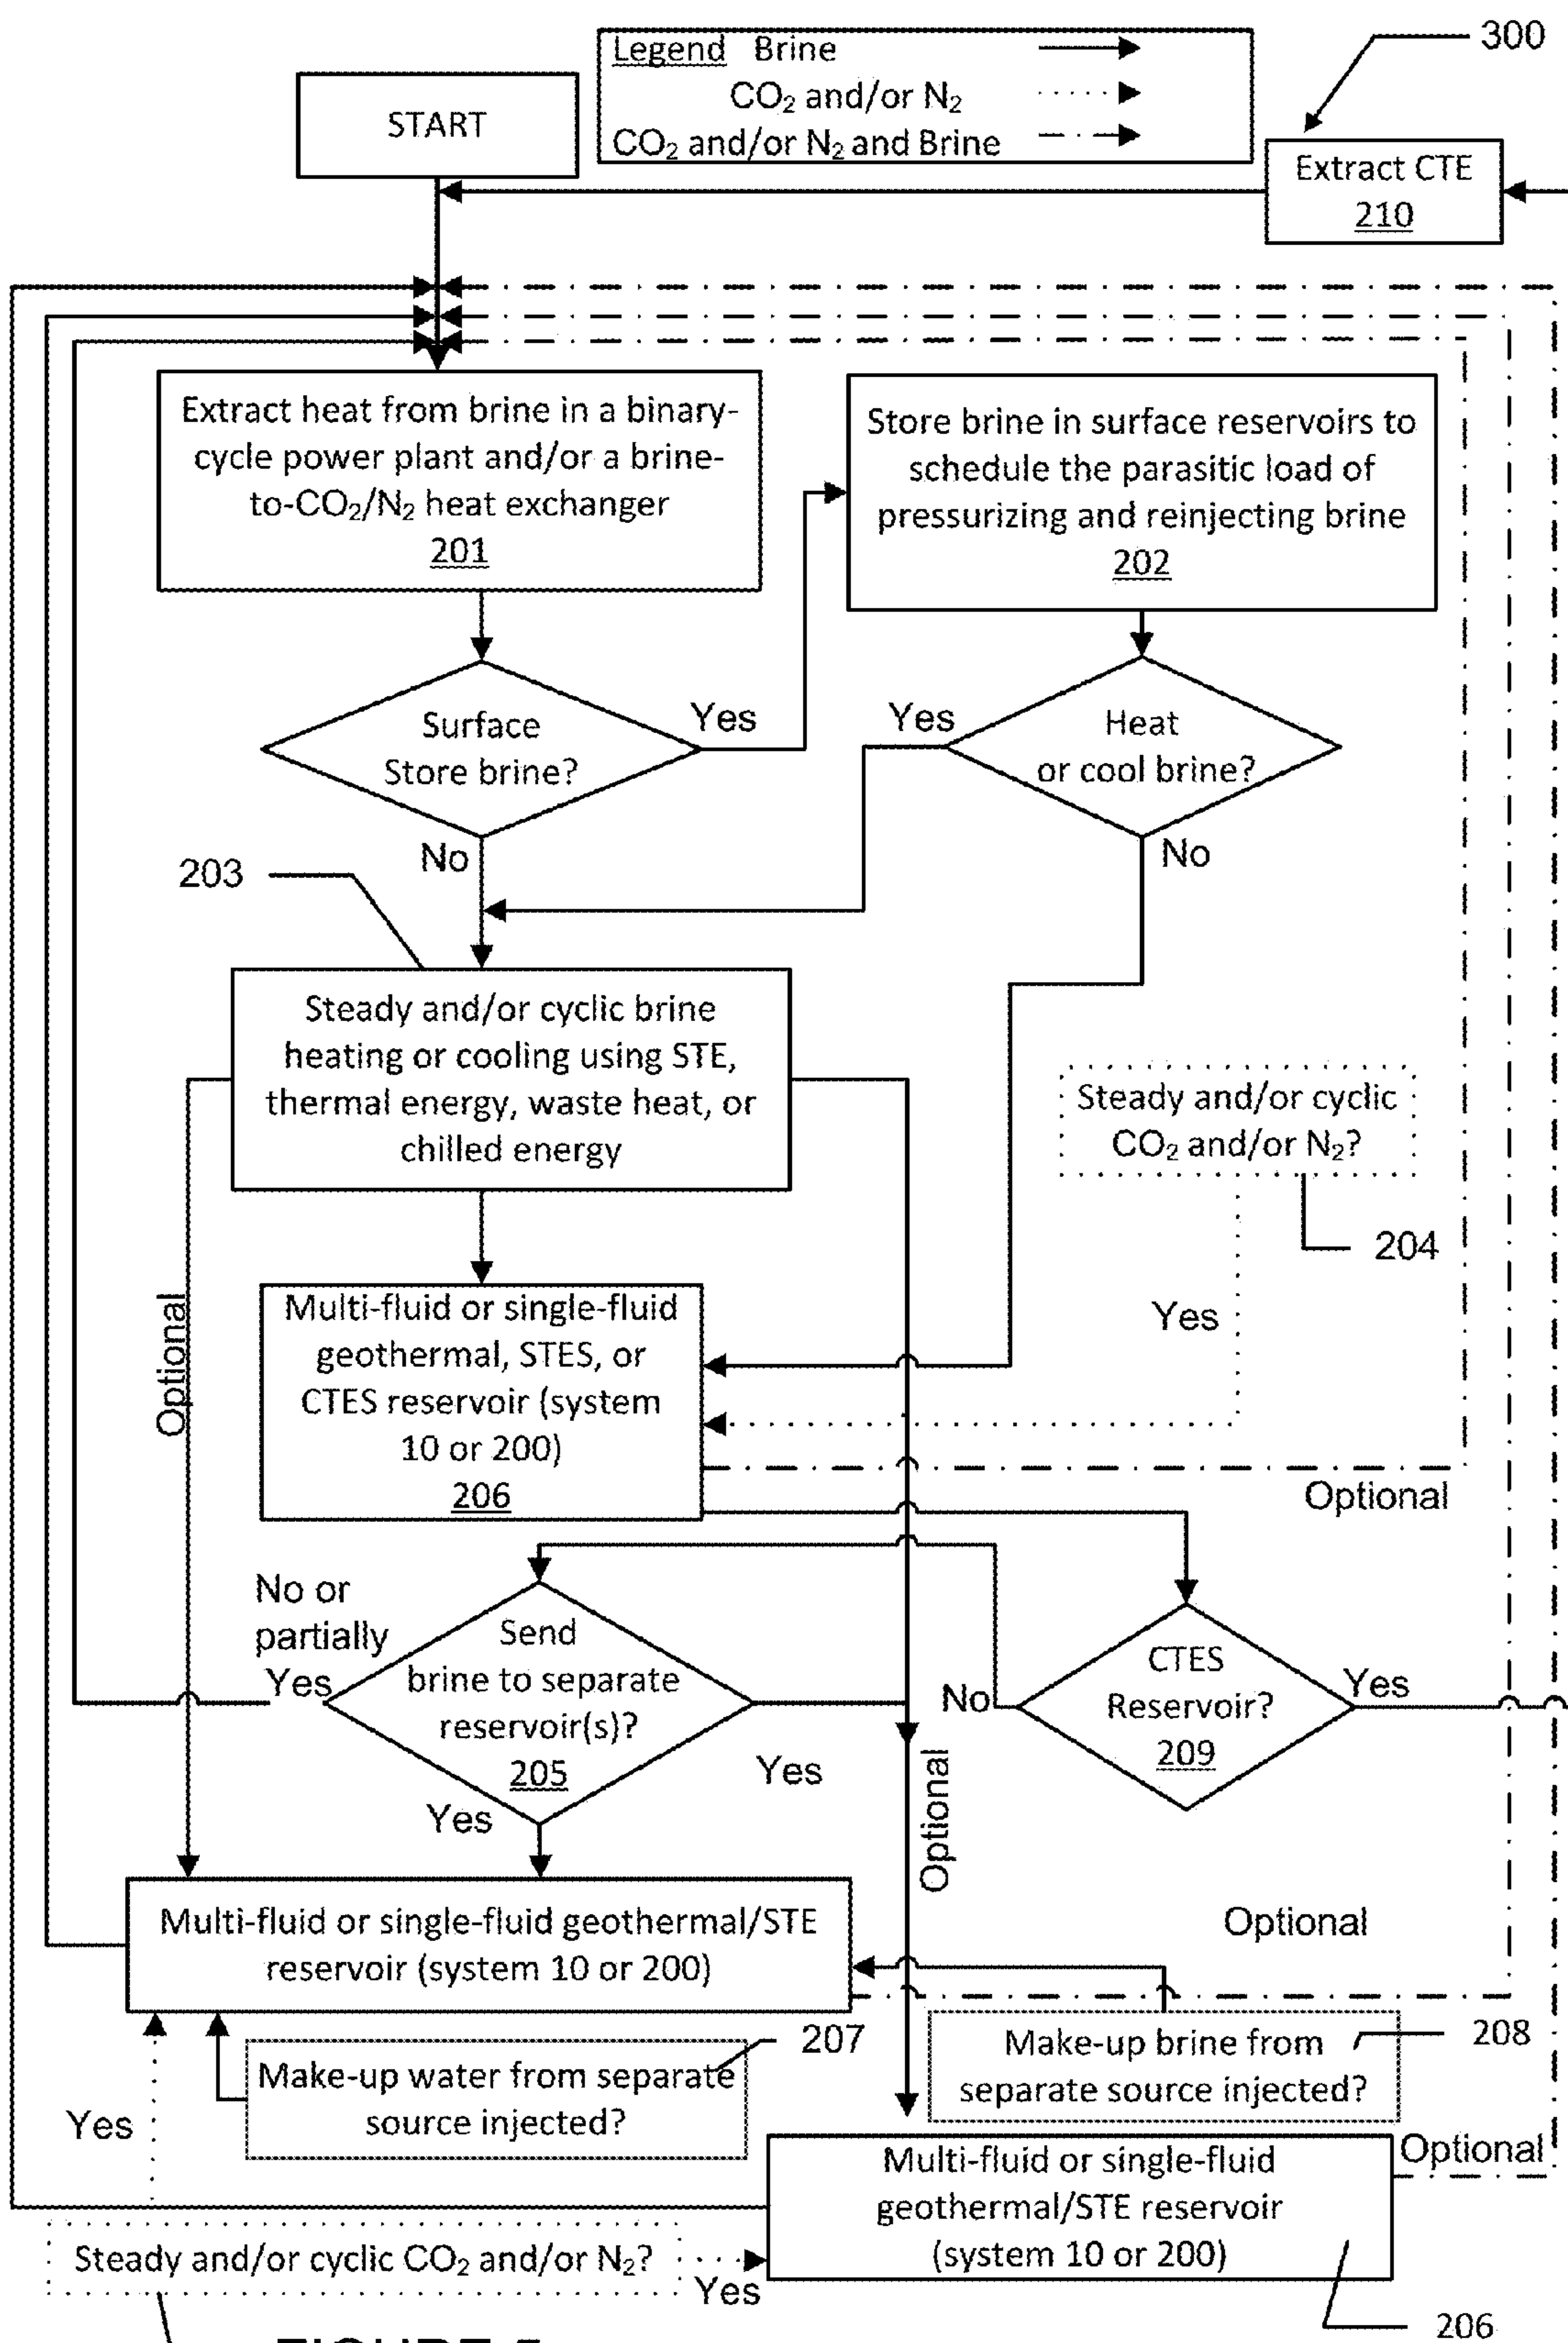 Legend Brine
CO₂ and/or N₂
CO₂ and/or N₂ and Brine
300
START
Extract CTE
210
Extract heat from brine in a binary-
cycle power plant and/or a brine-
to-CO₂/N₂ heat exchanger
201
Store brine in surface reservoirs to
schedule the parasitic load of
pressurizing and reinjecting brine
202
Surface
Store brine?
Yes
No
Heat
or cool brine?
Yes
No
203
Steady and/or cyclic brine
heating or cooling using STE,
thermal energy, waste heat, or
chilled energy
Steady and/or cyclic
CO₂ and/or N₂?
204
Yes
Optional
Multi-fluid or single-fluid
geothermal, STES, or
CTES reservoir (system
10 or 200)
206
Optional
No or
partially
Yes
Send
brine to separate
reservoir(s)?
205
Yes
Yes
No
CTES
Reservoir?
209
Yes
Optional
Optional
Multi-fluid or single-fluid geothermal/STE
reservoir (system 10 or 200)
207
Make-up water from separate
source injected?
Yes
Make-up brine from
separate source injected?
208
Optional
Multi-fluid or single-fluid
geothermal/STE reservoir
(system 10 or 200)
206
Steady and/or cyclic CO₂ and/or N₂?
Yes